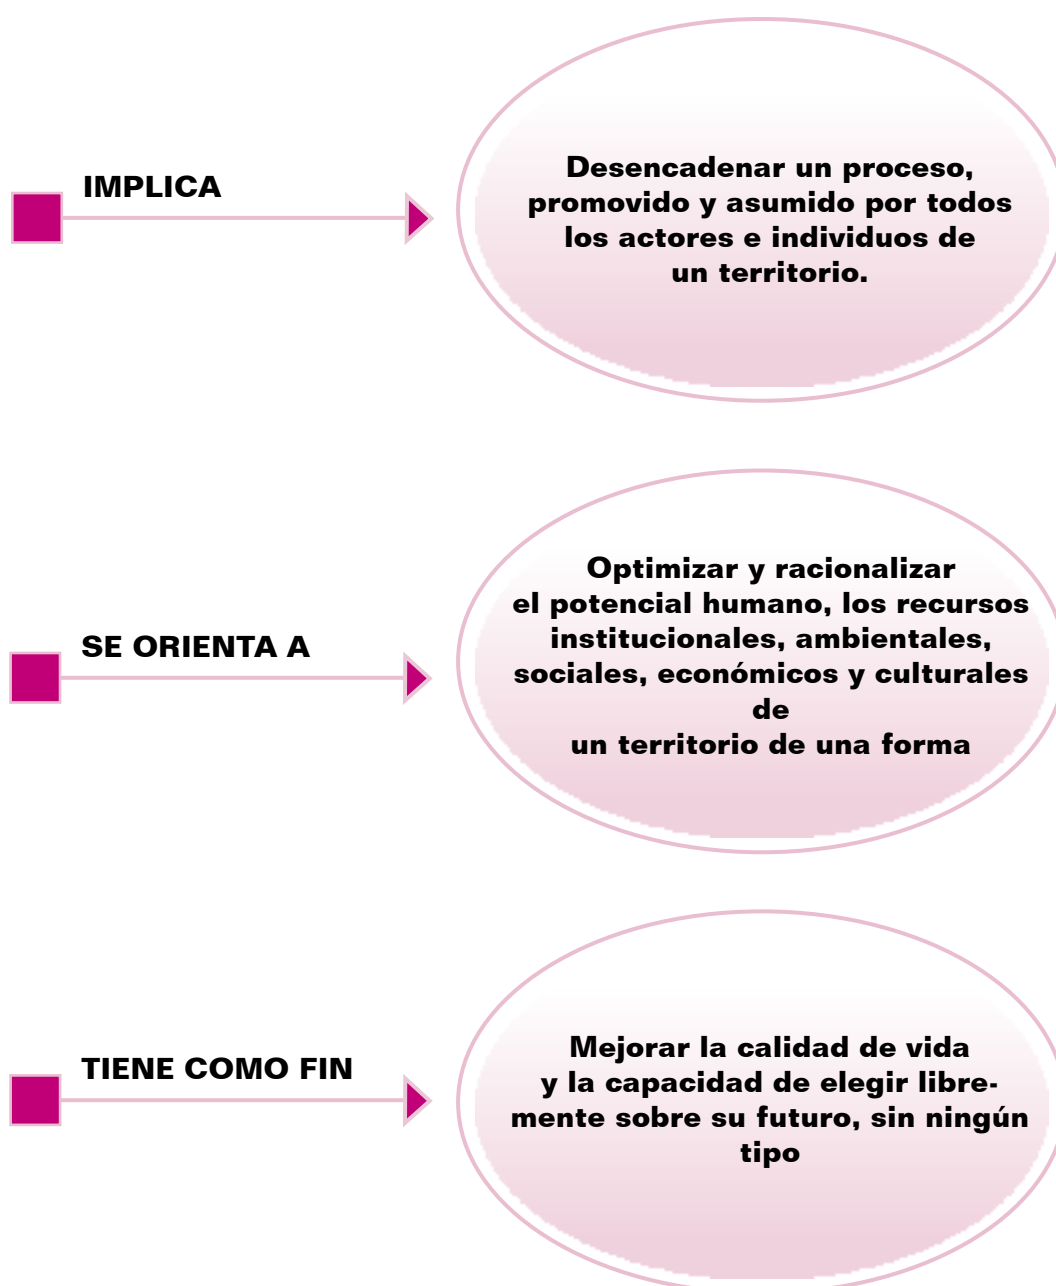 IMPLICA
Desencadenar un proceso,
promovido y asumido por todos
los actores e individuos de
un territorio.
SE ORIENTA A
Optimizar y racionalizar
el potencial humano, los recursos
institucionales, ambientales,
sociales, económicos y culturales
de
un territorio de una forma
TIENE COMO FIN
Mejorar la calidad de vida
y la capacidad de elegir libre-
mente sobre su futuro, sin ningún
tipo